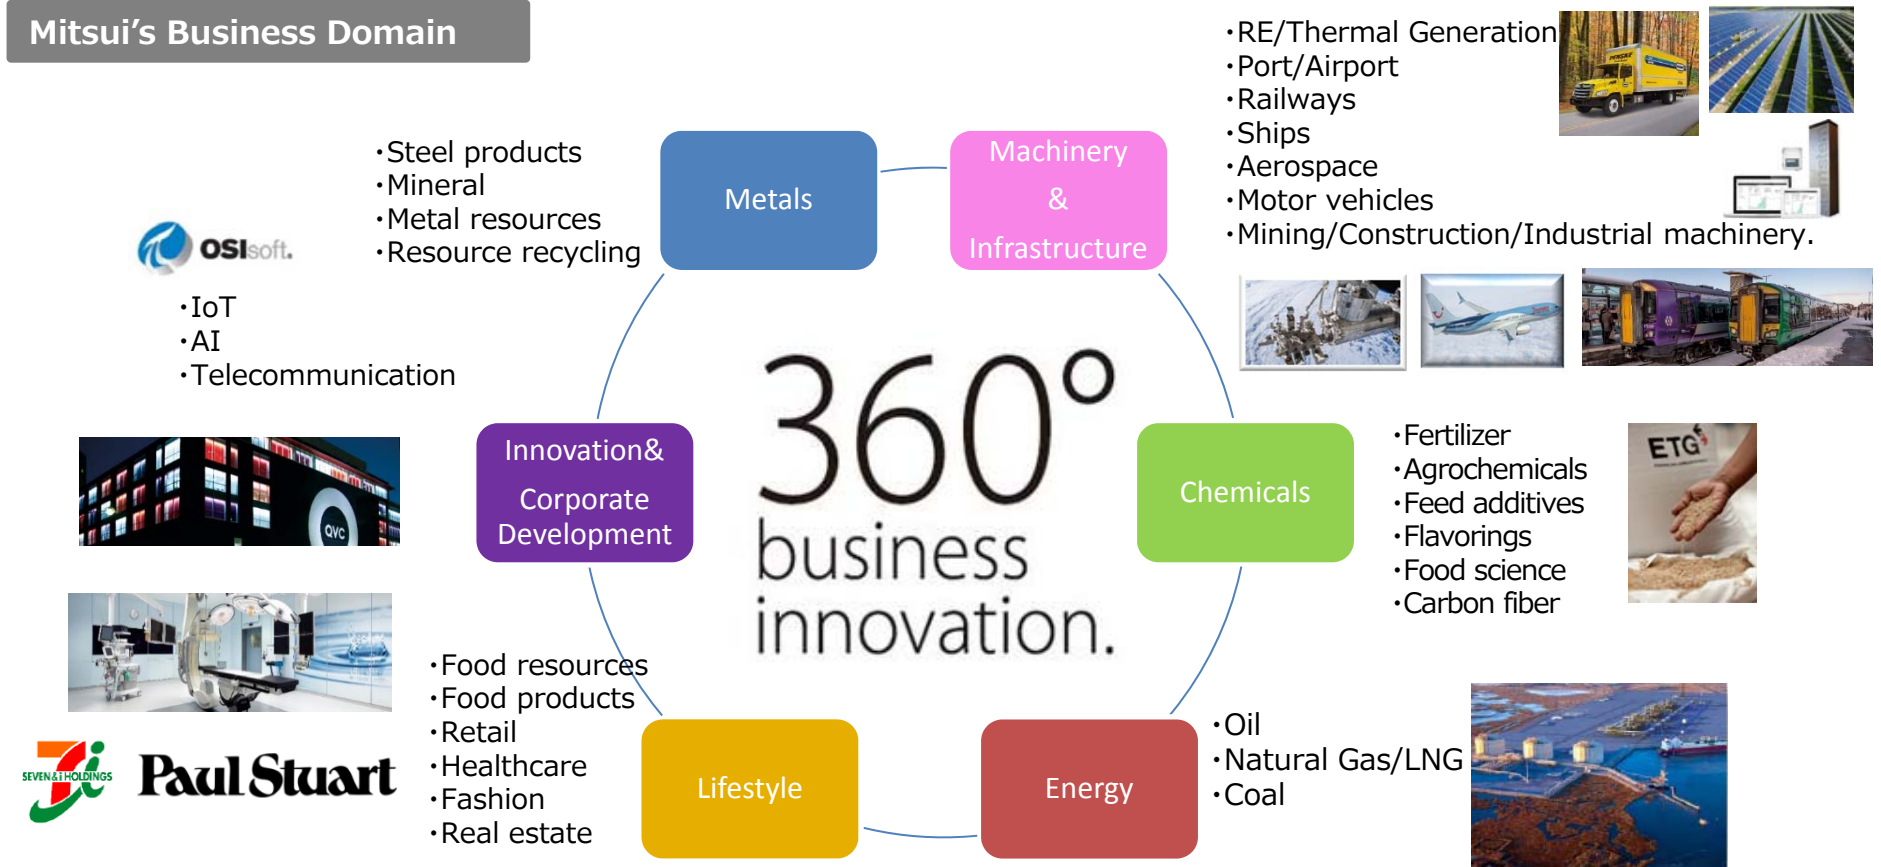 Mitsui's Business Domain
・Steel products
・Mineral
・Metal resources
・Resource recycling
Metals
Machinery
&
Infrastructure
・RE/Thermal Generation
・Port/Airport
・Railways
・Ships
・Aerospace
・Motor vehicles
・Mining/Construction/Industrial machinery.
PENSKE
OSIsoft.
・IoT
・AI
・Telecommunication
Innovation&
Corporate
Development
QVC
360°
business
innovation.
Chemicals
・Fertilizer
・Agrochemicals
・Feed additives
・Flavorings
・Food science
・Carbon fiber
ETG
・Food resources
・Food products
・Retail
・Healthcare
・Fashion
・Real estate
SEVEN & i HOLDINGS
Paul Stuart
Lifestyle
Energy
・Oil
・Natural Gas/LNG
・Coal